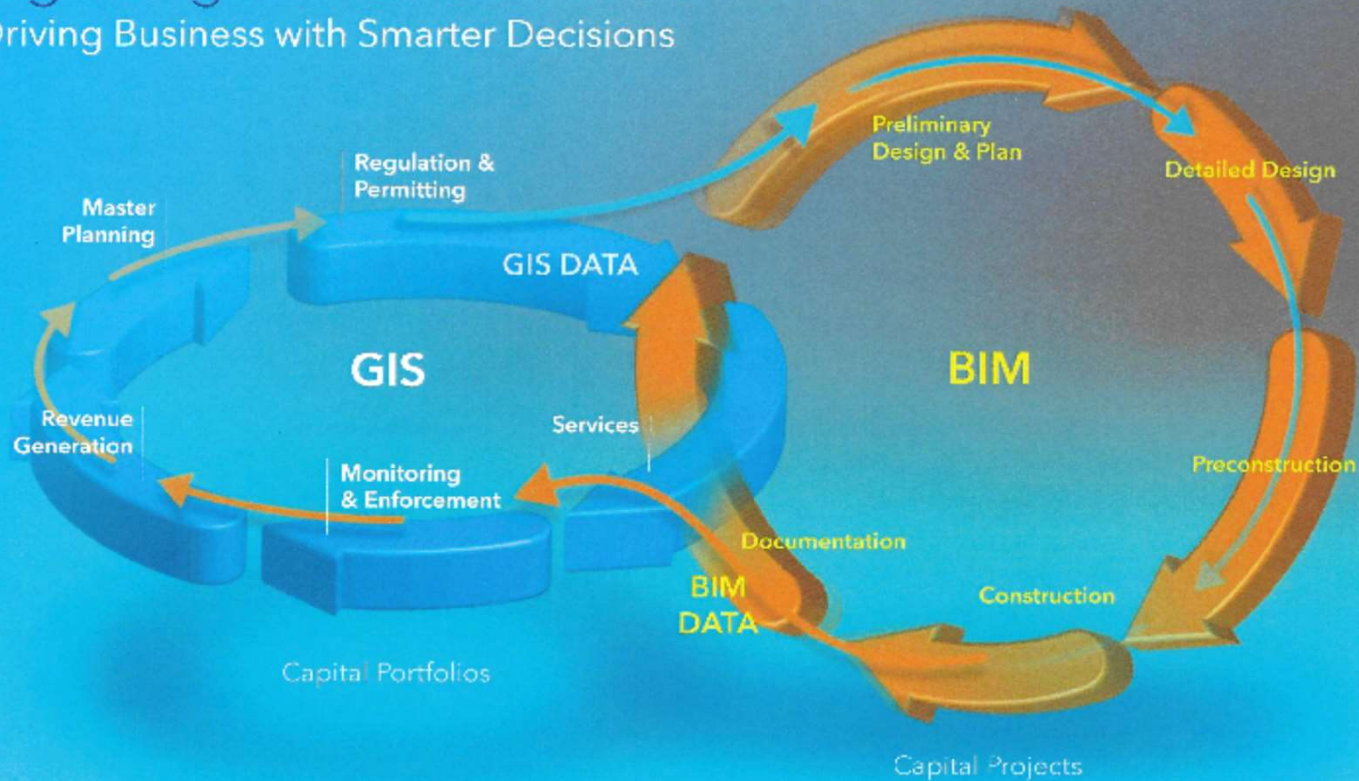 Driving Business with Smarter Decisions
Regulation &
Permitting
Master
Planning
GIS DATA
GIS
Revenue
Generation
Monitoring
& Enforcement
Services
Capital Portfolios
Preliminary
Design & Plan
Detailed Design
BIM
Preconstruction
Construction
Documentation
BIM
DATA
Capital Projects